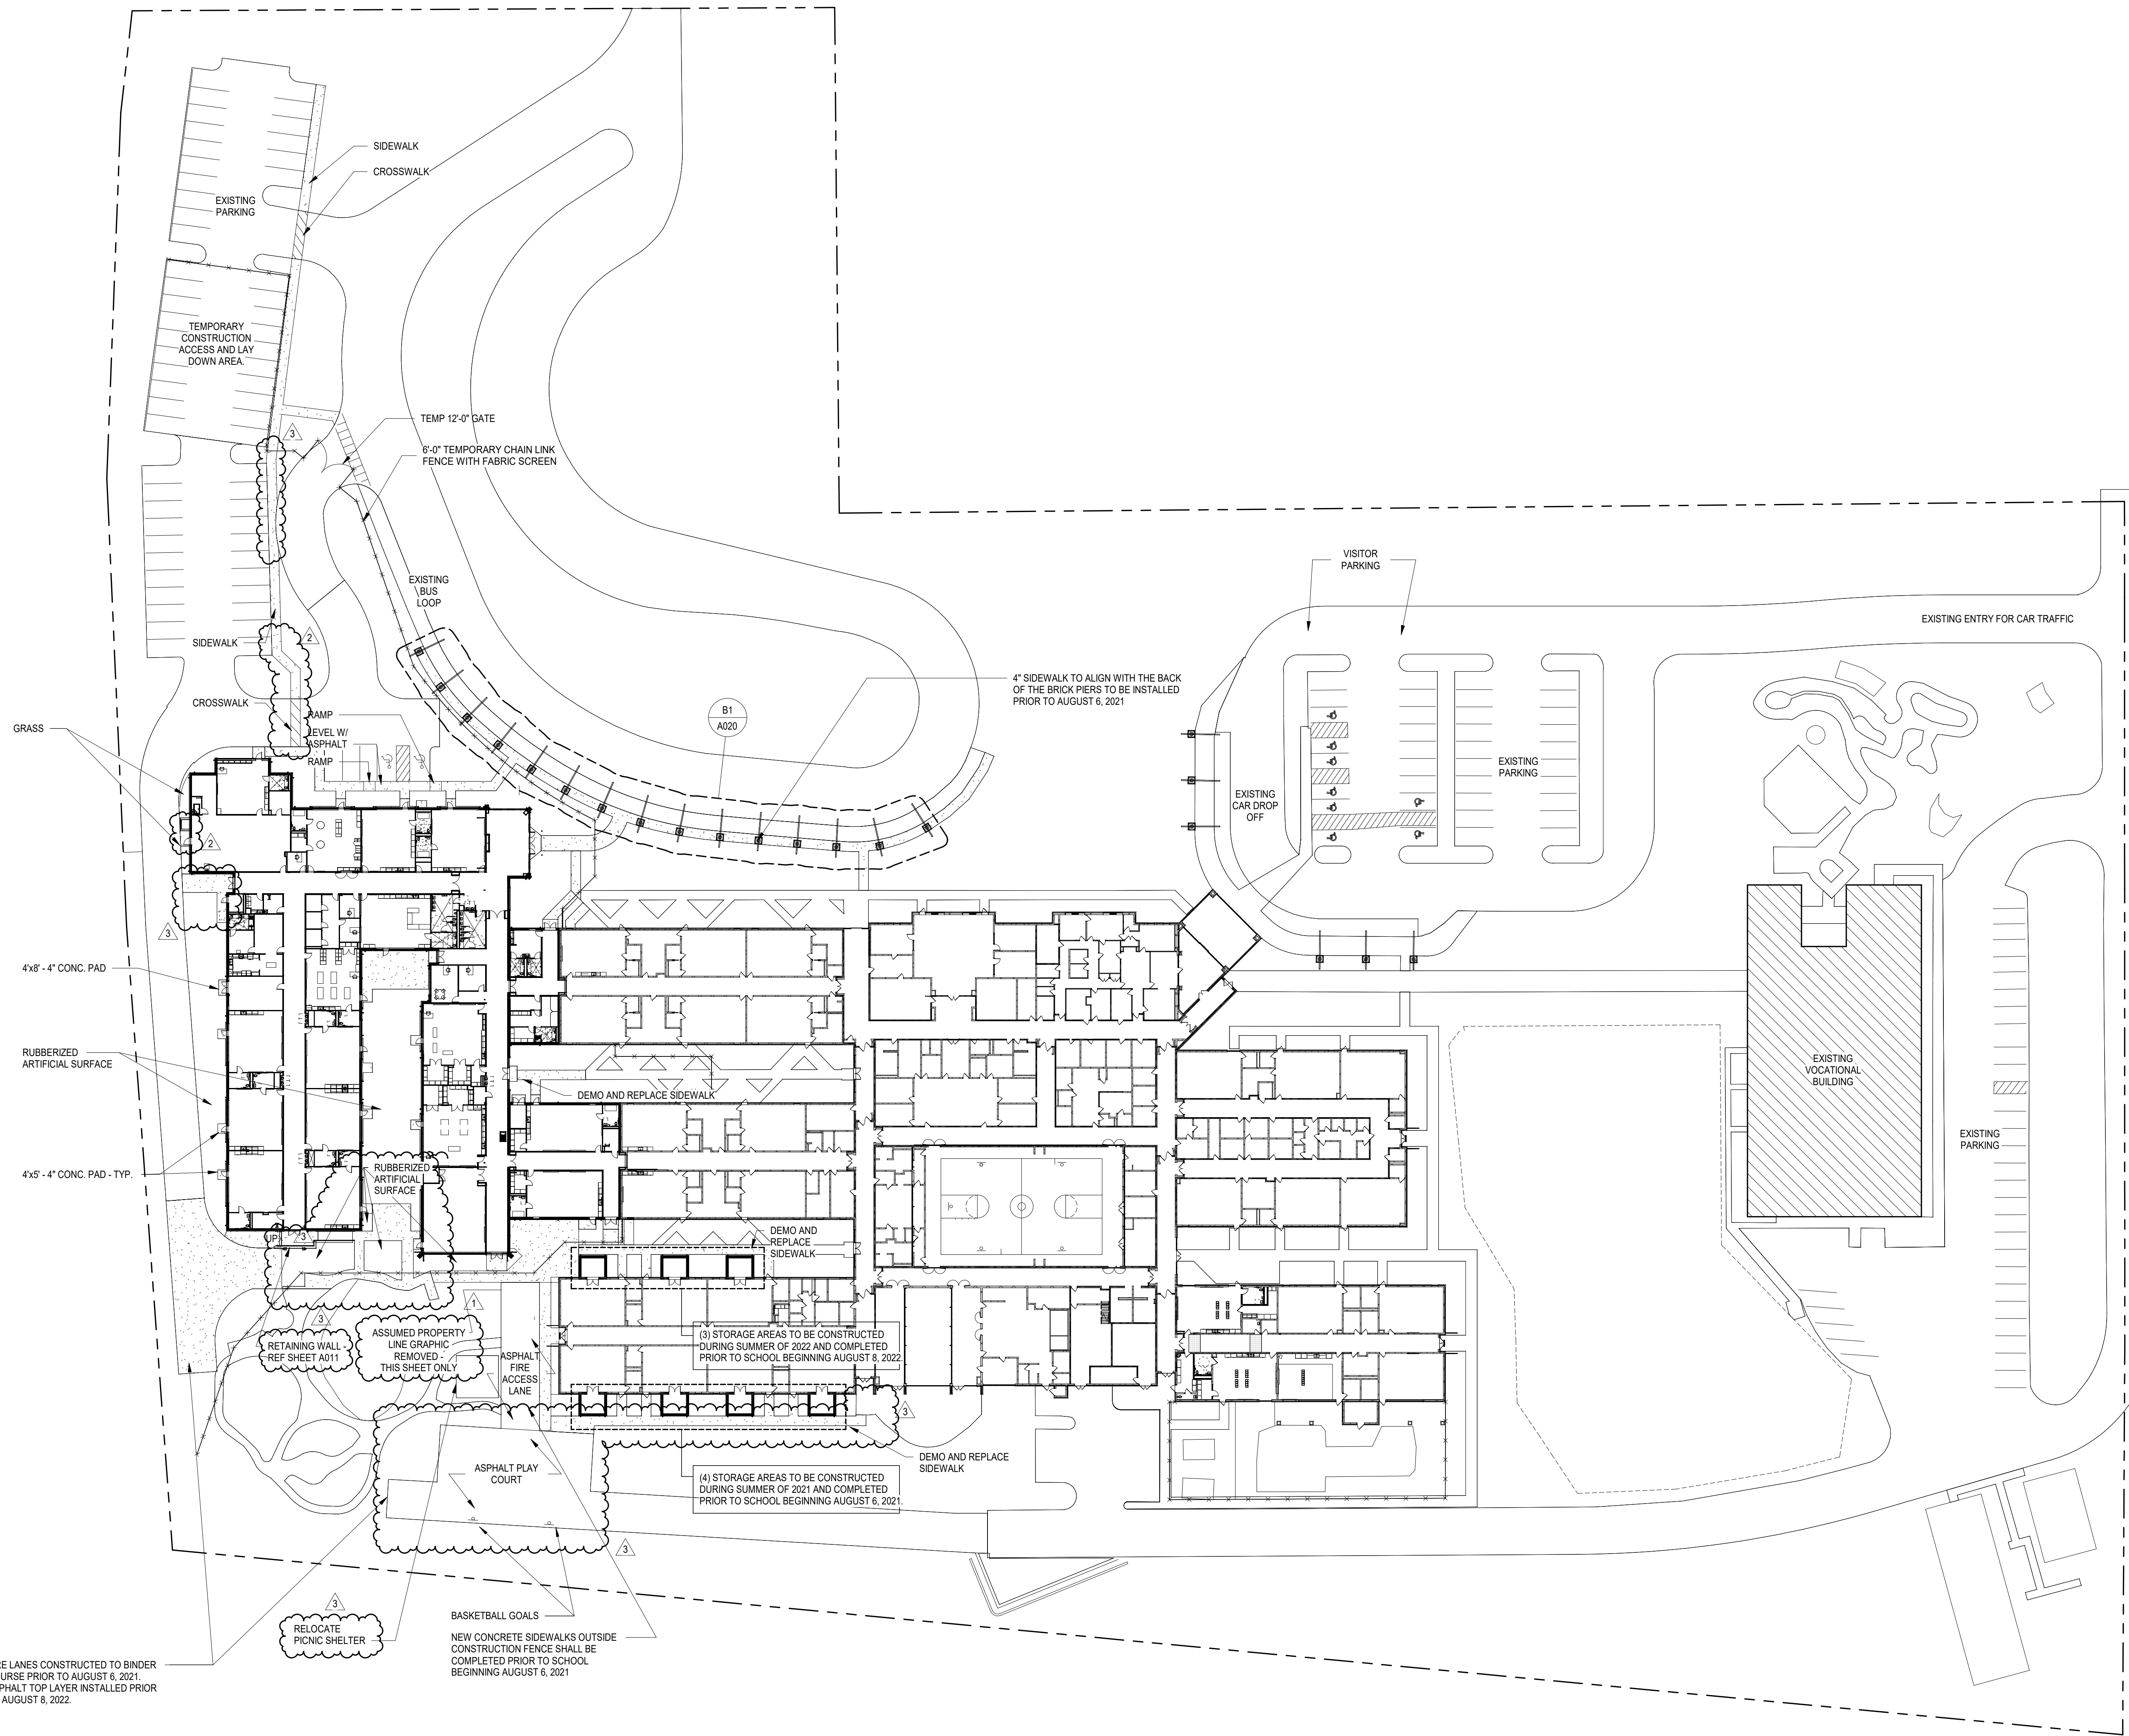 SIDEWALK
CROSSWALK
EXISTING
PARKING
TEMPORARY
CONSTRUCTION
ACCESS AND LAY
DOWN AREA.
TEMP 12'-0" GATE
3
6'-0" TEMPORARY CHAIN LINK
FENCE WITH FABRIC SCREEN
VISITOR
PARKING
EXISTING
BUS
LOOP
EXISTING ENTRY FOR CAR TRAFFIC
SIDEWALK
2
4" SIDEWALK TO ALIGN WITH THE BACK
OF THE BRICK PIERS TO BE INSTALLED
PRIOR TO AUGUST 6, 2021
CROSSWALK
B1
A020
RAMP
GRASS
LEVEL W/
ASPHALT
RAMP
EXISTING
PARKING
EXISTING
CAR DROP
OFF
2
3
4'x8' - 4" CONC. PAD
RUBBERIZED
ARTIFICIAL SURFACE
EXISTING
VOCATIONAL
BUILDING
DEMO AND REPLACE SIDEWALK
EXISTING
PARKING
4'x5' - 4" CONC. PAD - TYP.
RUBBERIZED
ARTIFICIAL
SURFACE
UP
3
DEMO AND
REPLACE
SIDEWALK
1
3
RETAINING WALL -
REF SHEET A011
ASSUMED PROPERTY
LINE GRAPHIC
REMOVED -
THIS SHEET ONLY
ASPHALT
FIRE
ACCESS
LANE
(3) STORAGE AREAS TO BE CONSTRUCTED
DURING SUMMER OF 2022 AND COMPLETED
PRIOR TO SCHOOL BEGINNING AUGUST 8, 2022.
3
DEMO AND REPLACE
SIDEWALK
ASPHALT PLAY
COURT
(4) STORAGE AREAS TO BE CONSTRUCTED
DURING SUMMER OF 2021 AND COMPLETED
PRIOR TO SCHOOL BEGINNING AUGUST 6, 2021.
3
3
RELOCATE
PICNIC SHELTER
BASKETBALL GOALS
NEW CONCRETE SIDEWALKS OUTSIDE
CONSTRUCTION FENCE SHALL BE
COMPLETED PRIOR TO SCHOOL
BEGINNING AUGUST 6, 2021
RE LANES CONSTRUCTED TO BINDER
URSE PRIOR TO AUGUST 6, 2021.
PHALT TOP LAYER INSTALLED PRIOR
AUGUST 8, 2022.